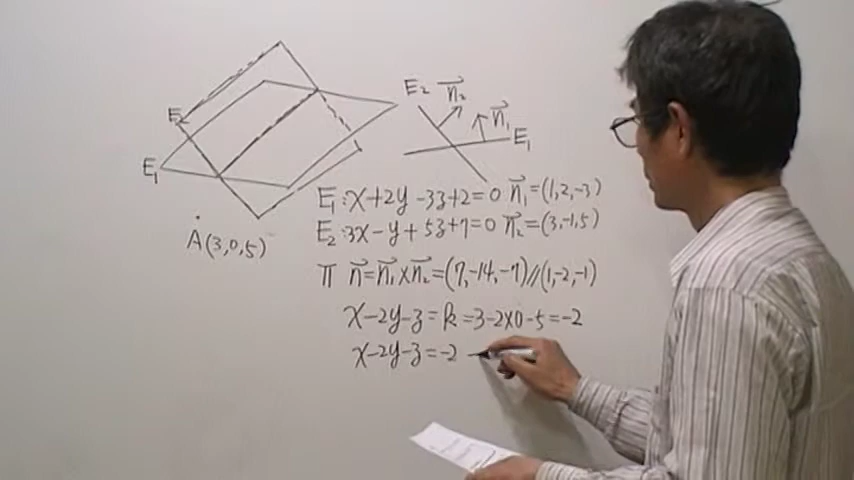 E₂
E₁
A(3,0,5)
E₂ n⃗₂
n⃗₁
E₁
E₁:x+2y-3z+2=0 n⃗₁=(1,2,-3)
E₂:3x-y+5z+7=0 n⃗₂=(3,-1,5)
π n⃗=n⃗₁×n⃗₂=(7,-14,-7)//(1,-2,-1)
x-2y-z=k=3-2×0-5=-2
x-2y-z=-2